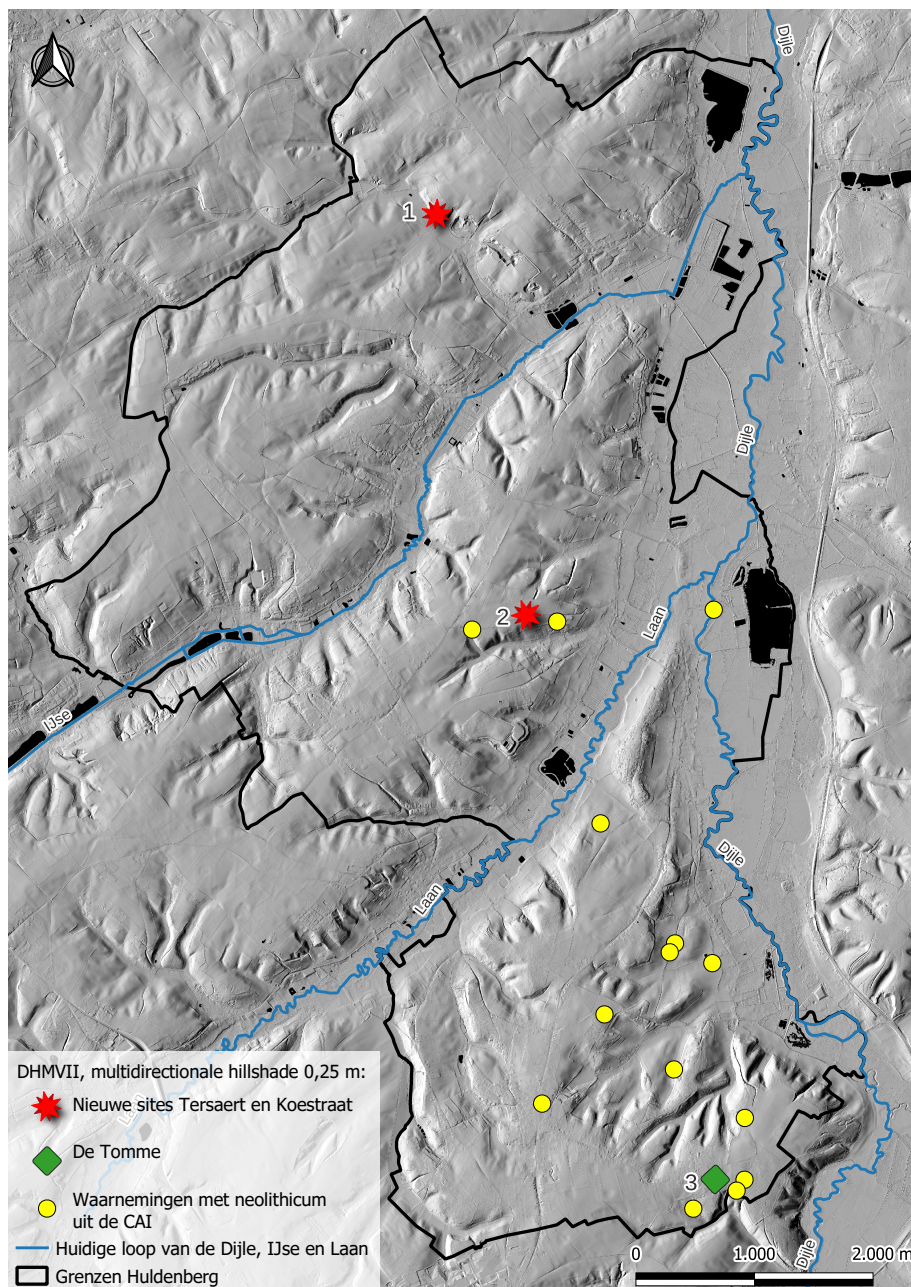 Dijle
1
Dijle
2
Laan
IJse
Dijle
Laan
3
Dijle
DHMVII, multidirectionale hillshade 0,25 m:
Nieuwe sites Tersaert en Koestraat
De Tomme
Waarnemingen met neolithicum
uit de CAI
Huidige loop van de Dijle, IJse en Laan
Grenzen Huldenberg
0 1.000 2.000 m